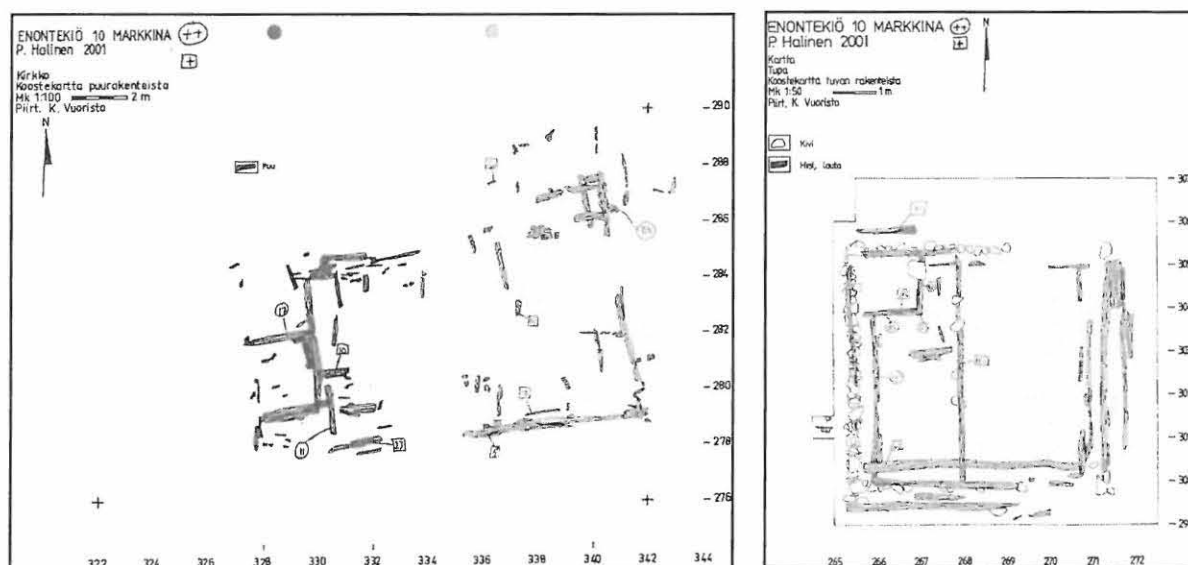 ENONTEKIÖ 10 MARKKINA
P. Halinen 2001
Kirkko
Koostekartta puurakenteista
Mk 1:100 2 m
Piirt. K. Vuoristo
N
Puu
290
288
286
284
282
280
278
276
322 324 326 328 330 332 334 336 338 340 342 344
ENONTEKIÖ 10 MARKKINA
P. Halinen 2001
Kartta
Tupa
Koostekartta tuvan rakenteista
Mk 1:50 1 m
Piirt. K. Vuoristo
N
Kivi
Hirsi, lauta
265 266 267 268 269 270 271 272